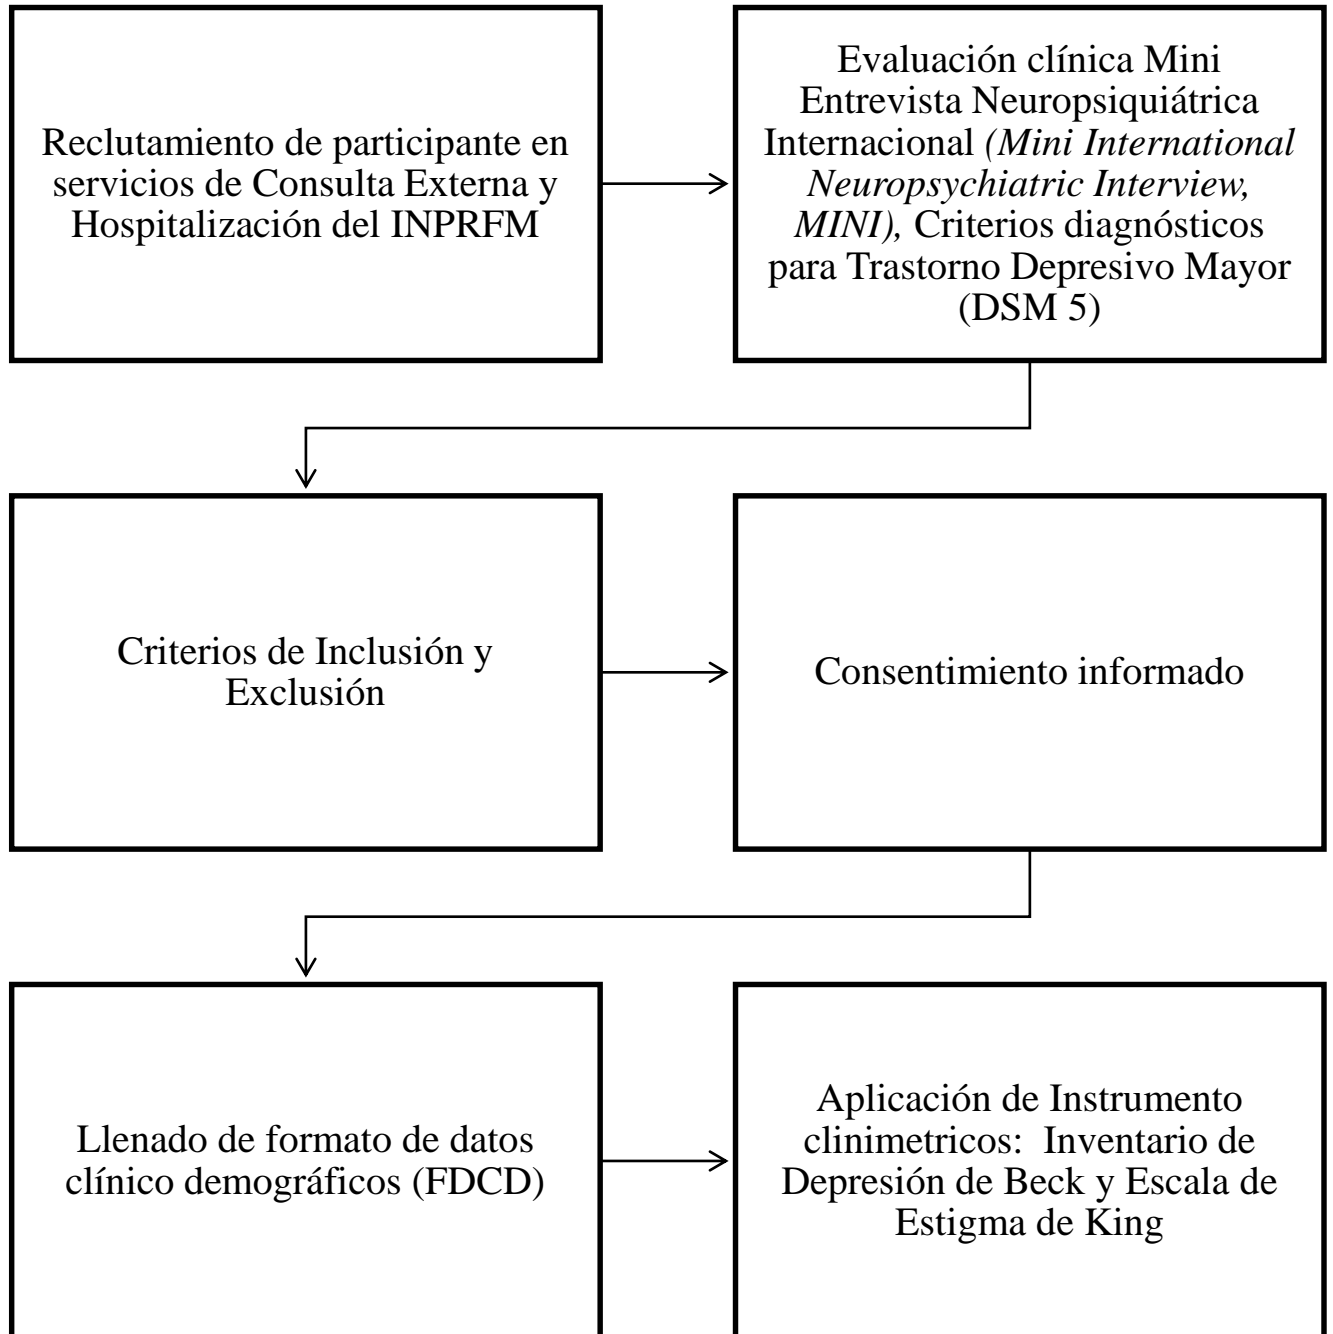 Reclutamiento de participante en
servicios de Consulta Externa y
Hospitalización del INPRFM
Evaluación clínica Mini
Entrevista Neuropsiquiátrica
Internacional (Mini International
Neuropsychiatric Interview,
MINI), Criterios diagnósticos
para Trastorno Depresivo Mayor
(DSM 5)
Criterios de Inclusión y
Exclusión
Consentimiento informado
Llenado de formato de datos
clínico demográficos (FDCD)
Aplicación de Instrumento
clinimetricos:  Inventario de
Depresión de Beck y Escala de
Estigma de King